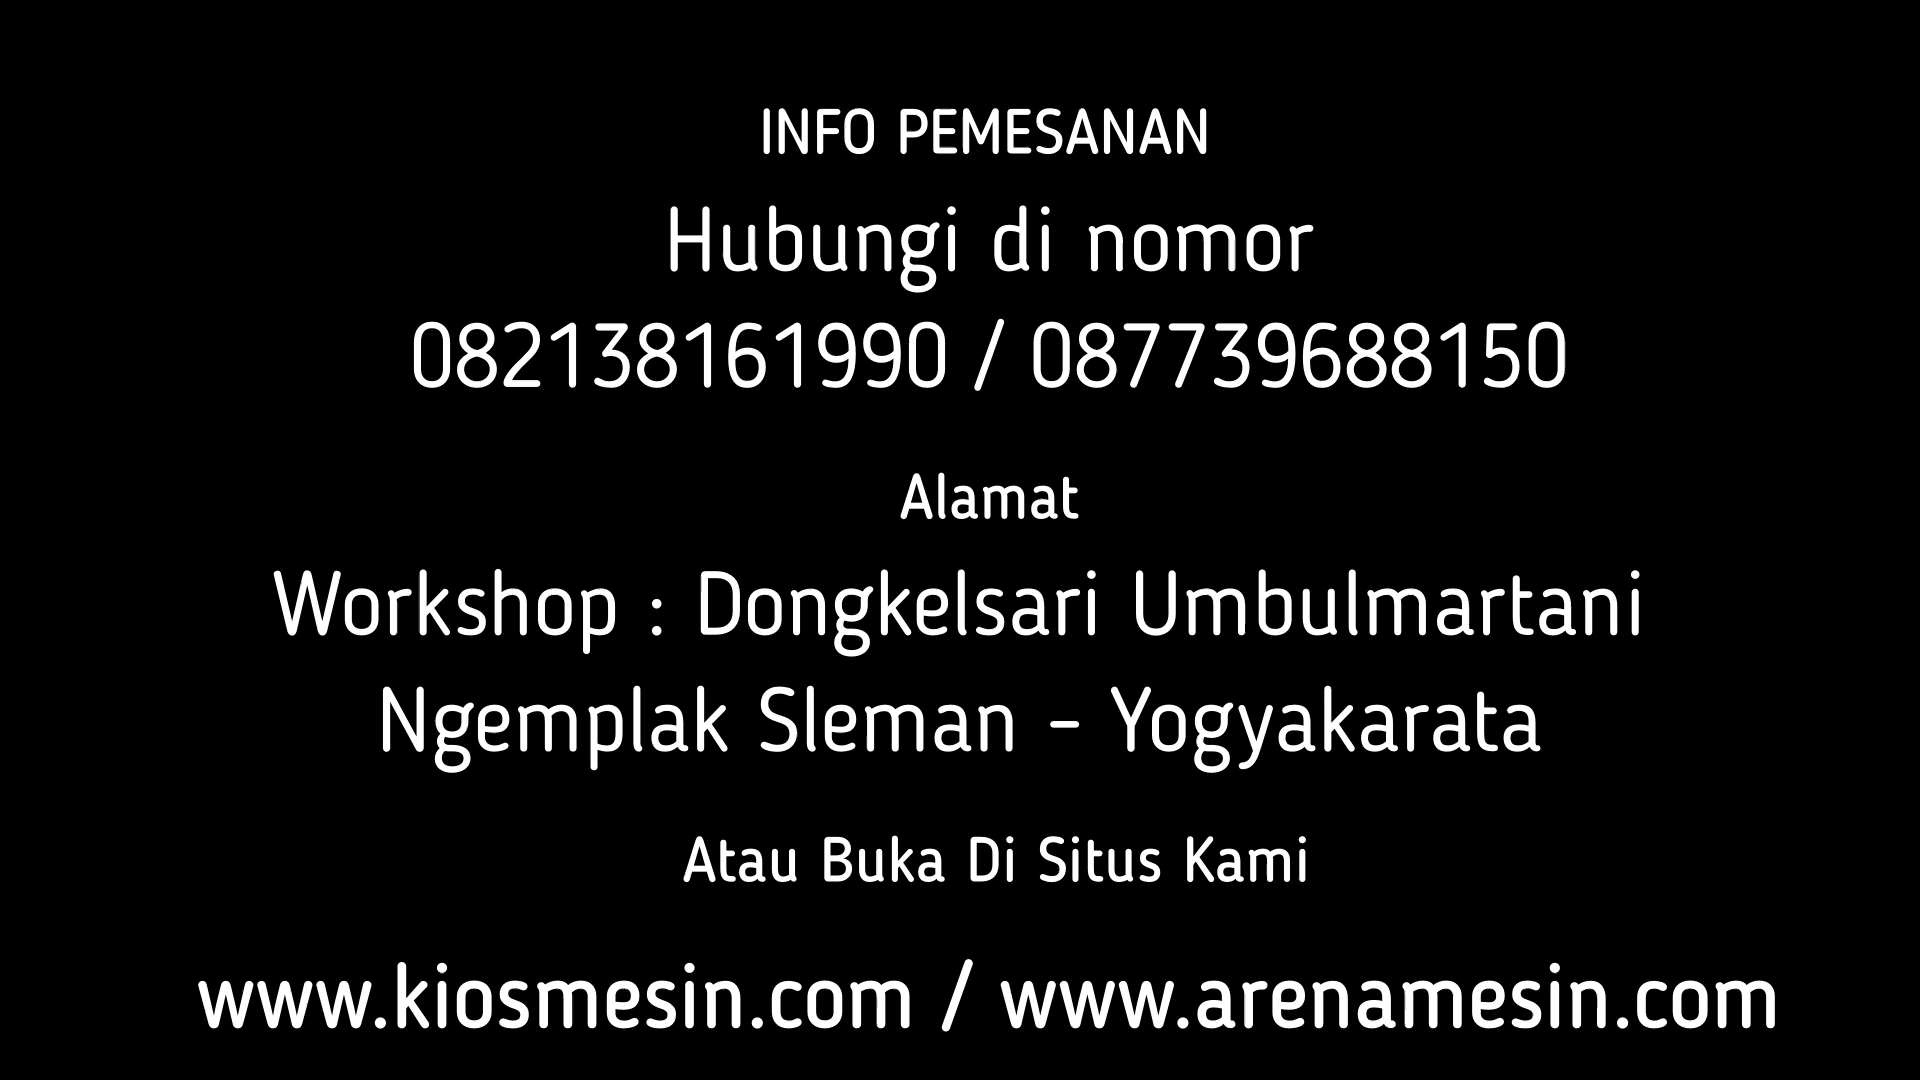 INFO PEMESANAN
Hubungi di nomor
082138161990 / 087739688150
Alamat
Workshop : Dongkelsari Umbulmartani
Ngemplak Sleman - Yogyakarata
Atau Buka Di Situs Kami
www.kiosmesin.com / www.arenamesin.com